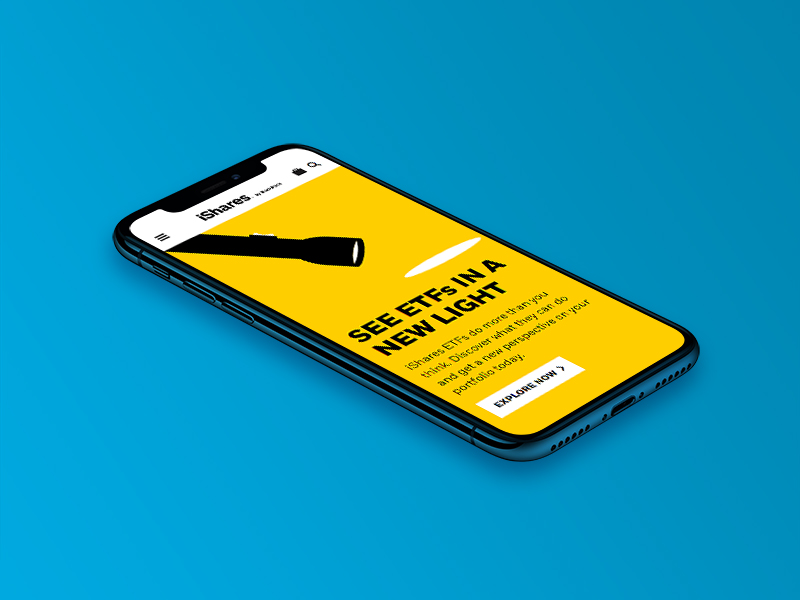 iShares. by BlackRock
SEE ETFs IN A
NEW LIGHT
iShares ETFs do more than you
think. Discover what they can do
and get a new perspective on your
portfolio today.
EXPLORE NOW